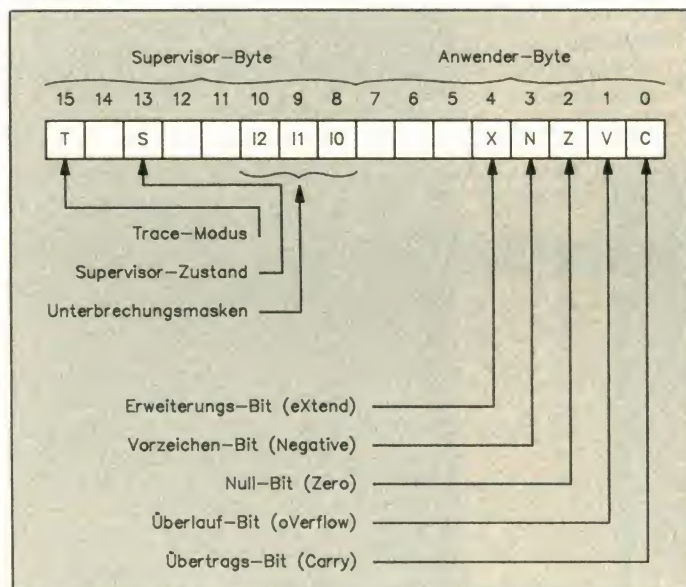 Supervisor-Byte Anwender-Byte
15 14 13 12 11 10 9 8 7 6 5 4 3 2 1 0
T S I2 I1 I0 X N Z V C
Trace-Modus
Supervisor-Zustand
Unterbrechungsmasken
Erweiterungs-Bit (eXtend)
Vorzeichen-Bit (Negative)
Null-Bit (Zero)
Überlauf-Bit (oVerflow)
Übertrags-Bit (Carry)